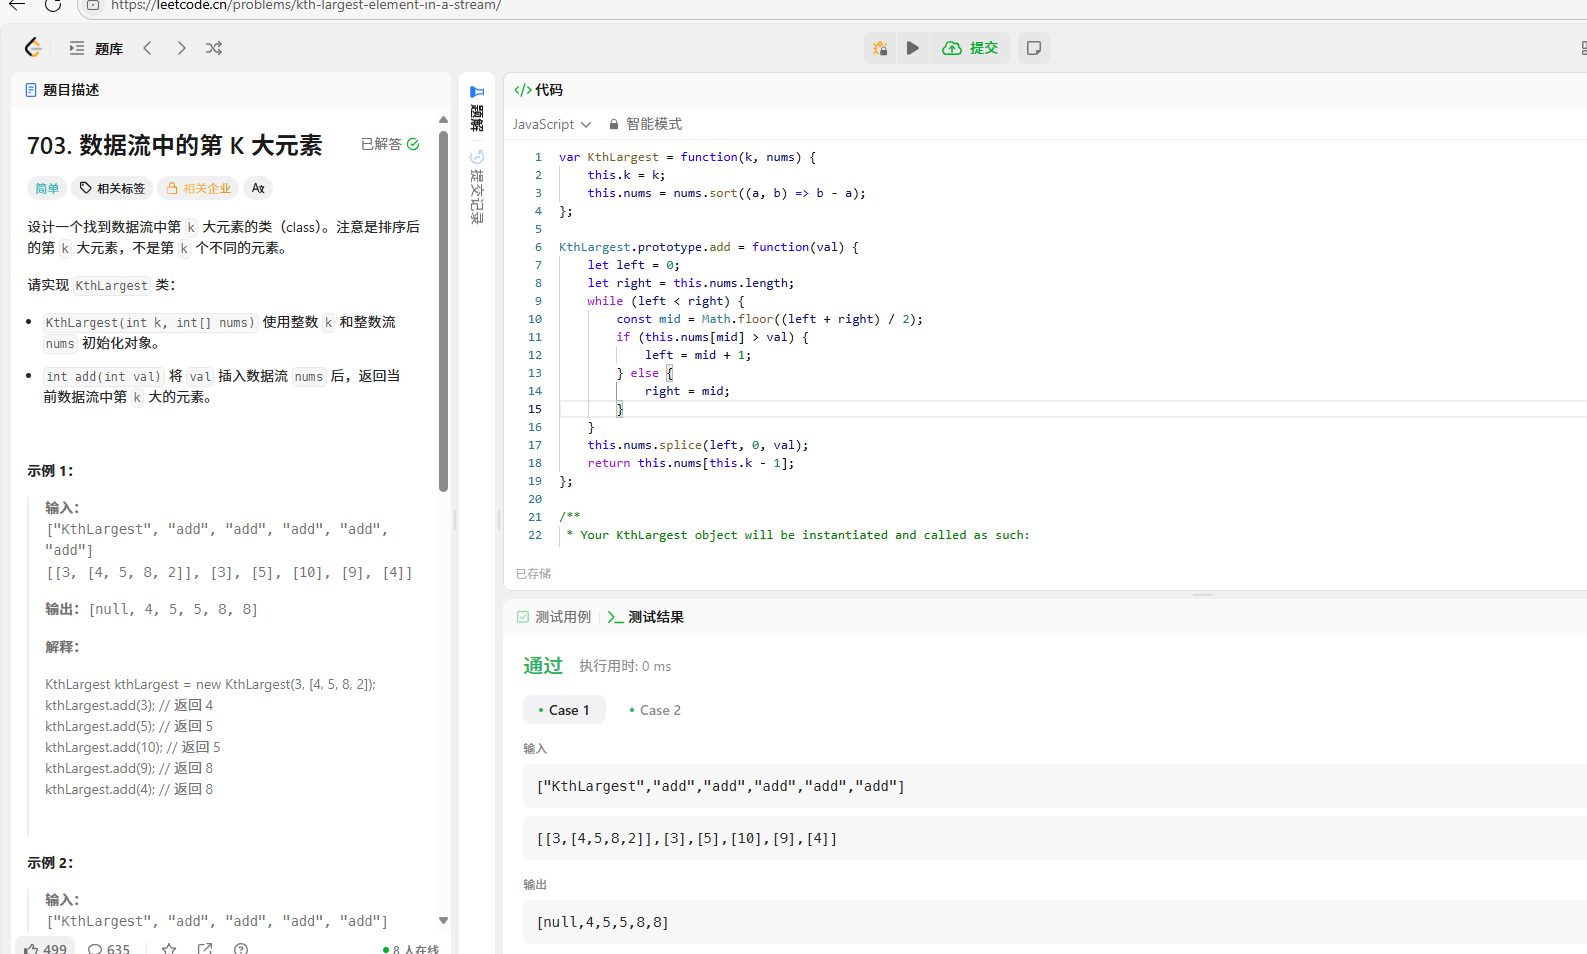 https://leetcode.cn/problems/kth-largest-element-in-a-stream/
题库
提交
题目描述
703. 数据流中的第 K 大元素
已解答
简单
相关标签
相关企业
设计一个找到数据流中第 k 大元素的类（class）。注意是排序后
的第 k 大元素，不是第 k 个不同的元素。
请实现 KthLargest 类：
• KthLargest(int k, int[] nums) 使用整数 k 和整数流
nums 初始化对象。
• int add(int val) 将 val 插入数据流 nums 后，返回当
前数据流中第 k 大的元素。
示例 1：
输入：
["KthLargest", "add", "add", "add", "add",
"add"]
[[3, [4, 5, 8, 2]], [3], [5], [10], [9], [4]]
输出：[null, 4, 5, 5, 8, 8]
解释：
KthLargest kthLargest = new KthLargest(3, [4, 5, 8, 2]);
kthLargest.add(3); // 返回 4
kthLargest.add(5); // 返回 5
kthLargest.add(10); // 返回 5
kthLargest.add(9); // 返回 8
kthLargest.add(4); // 返回 8
示例 2：
输入：
["KthLargest", "add", "add", "add", "add"]
499
635
8 人在线
题解
提交记录
</> 代码
JavaScript
智能模式
1 var KthLargest = function(k, nums) {
2 this.k = k;
3 this.nums = nums.sort((a, b) => b - a);
4 };
5
6 KthLargest.prototype.add = function(val) {
7 let left = 0;
8 let right = this.nums.length;
9 while (left < right) {
10 const mid = Math.floor((left + right) / 2);
11 if (this.nums[mid] > val) {
12 left = mid + 1;
13 } else {
14 right = mid;
15 }
16 }
17 this.nums.splice(left, 0, val);
18 return this.nums[this.k - 1];
19 };
20
21 /**
22 * Your KthLargest object will be instantiated and called as such:
已存储
测试用例
测试结果
通过
执行用时: 0 ms
• Case 1
• Case 2
输入
["KthLargest","add","add","add","add","add"]
[[3,[4,5,8,2]],[3],[5],[10],[9],[4]]
输出
[null,4,5,5,8,8]